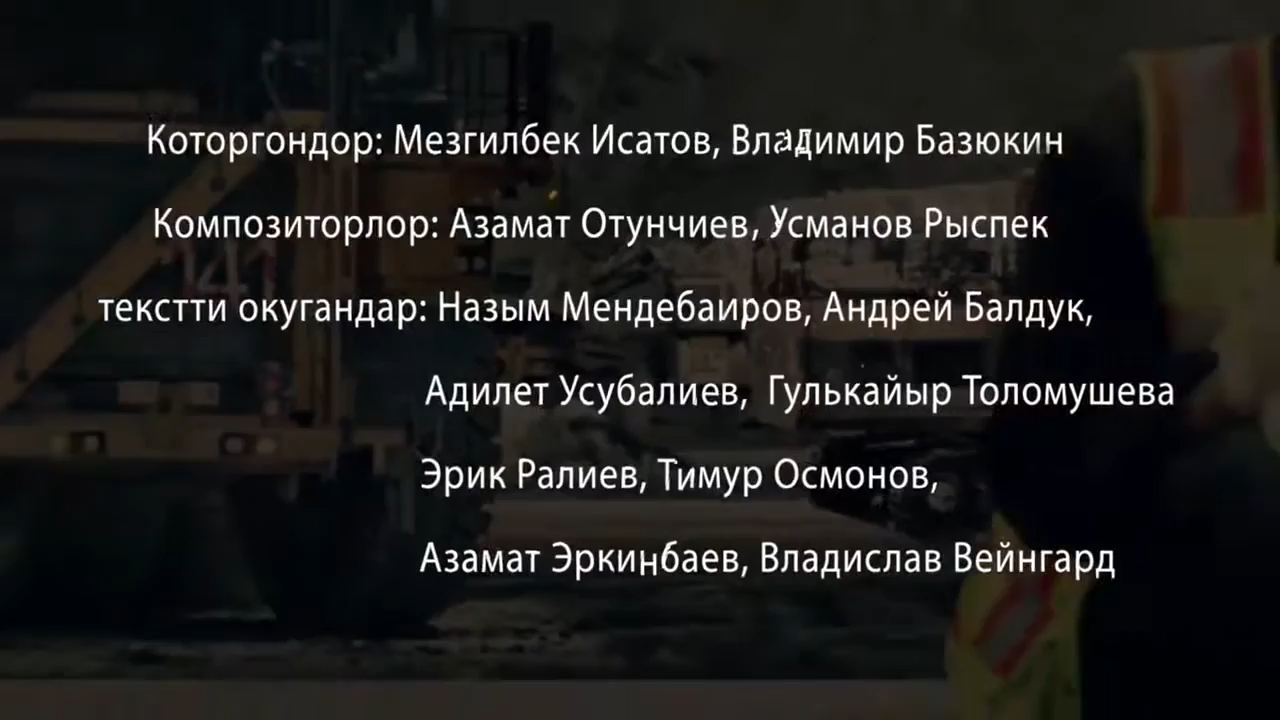 Которгондор: Мезгилбек Исатов, Владимир Базюкин
Композиторлор: Азамат Отунчиев, Усманов Рыспек
текстти окугандар: Назым Мендебаиров, Андрей Балдук,
Адилет Усубалиев, Гулькайыр Толомушева
Эрик Ралиев, Тимур Осмонов,
Азамат Эркинбаев, Владислав Вейнгард
141